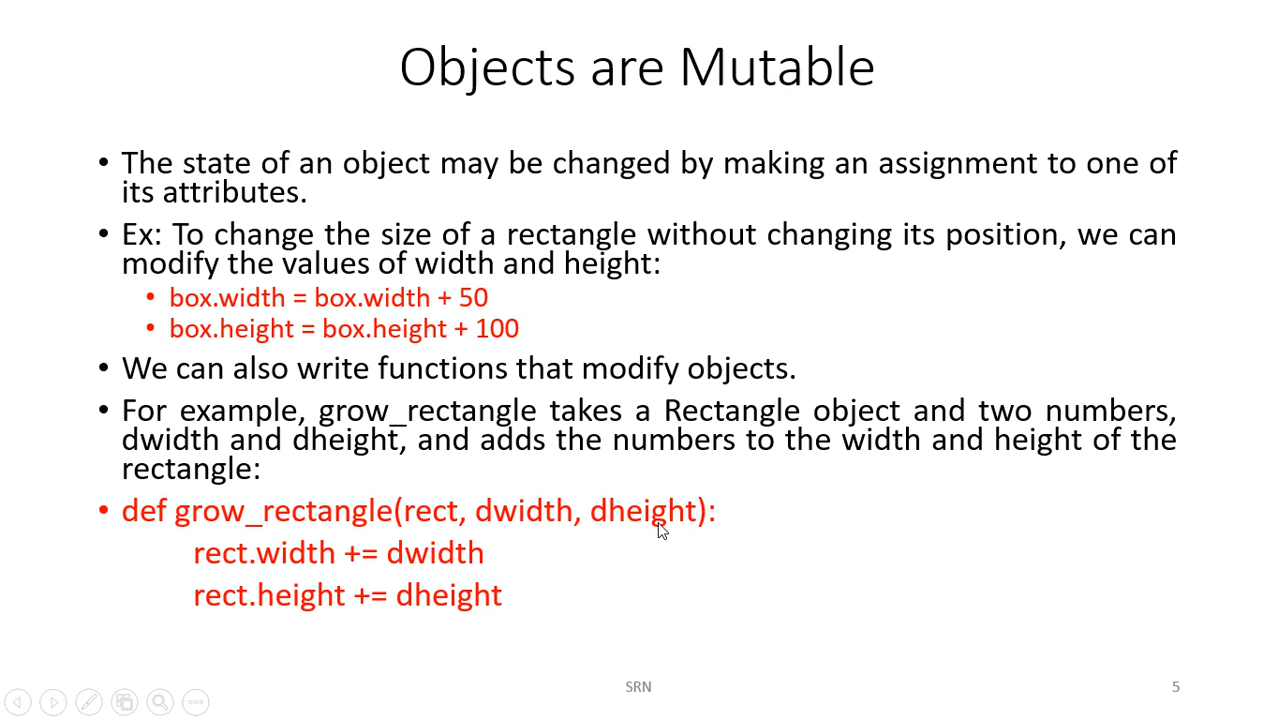 Objects are Mutable
• The state of an object may be changed by making an assignment to one of
its attributes.
• Ex: To change the size of a rectangle without changing its position, we can
modify the values of width and height:
• box.width = box.width + 50
• box.height = box.height + 100
• We can also write functions that modify objects.
• For example, grow_rectangle takes a Rectangle object and two numbers,
dwidth and dheight, and adds the numbers to the width and height of the
rectangle:
• def grow_rectangle(rect, dwidth, dheight):
rect.width += dwidth
rect.height += dheight
SRN
5